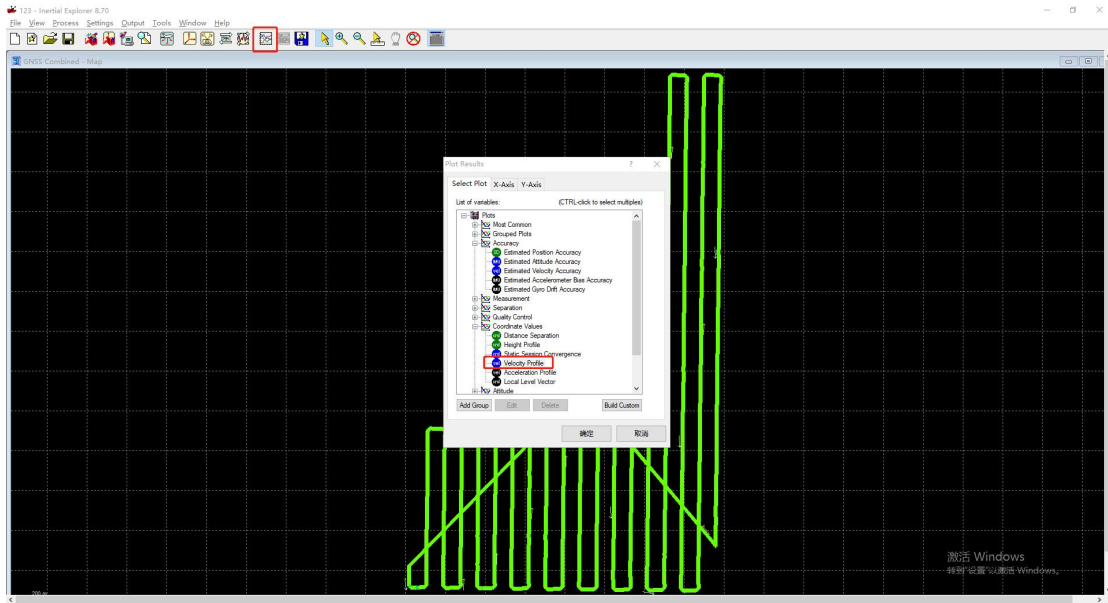 123 - Inertial Explorer 8.70
File View Process Settings Output Tools Window Help
GNSS Combined - Map
Plot Results
Select Plot X-Axis Y-Axis
List of variables: (CTRL-click to select multiples)
Plots
Most Common
Grouped Plots
Accuracy
Estimated Position Accuracy
Estimated Attitude Accuracy
Estimated Velocity Accuracy
Estimated Accelerometer Bias Accuracy
Estimated Gyro Drift Accuracy
Measurement
Separation
Quality Control
Coordinate Values
Distance Separation
Height Profile
Static Session Convergence
Velocity Profile
Acceleration Profile
Local Level Vector
Attitude
Add Group Edit Delete Build Custom
确定 取消
激活 Windows
转到"设置"以激活 Windows。